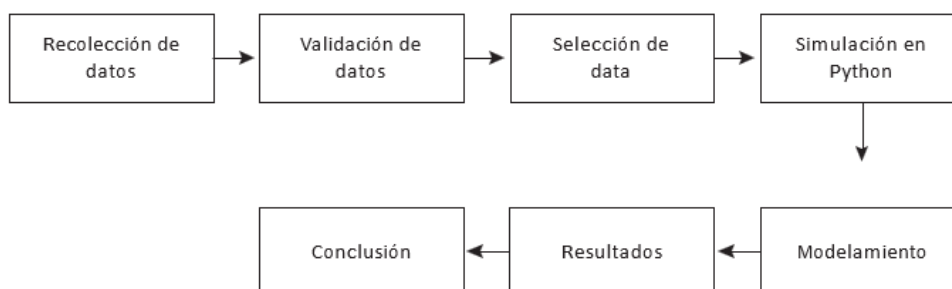 Recolección de
datos
Validación de
datos
Selección de
data
Simulación en
Python
Modelamiento
Resultados
Conclusión